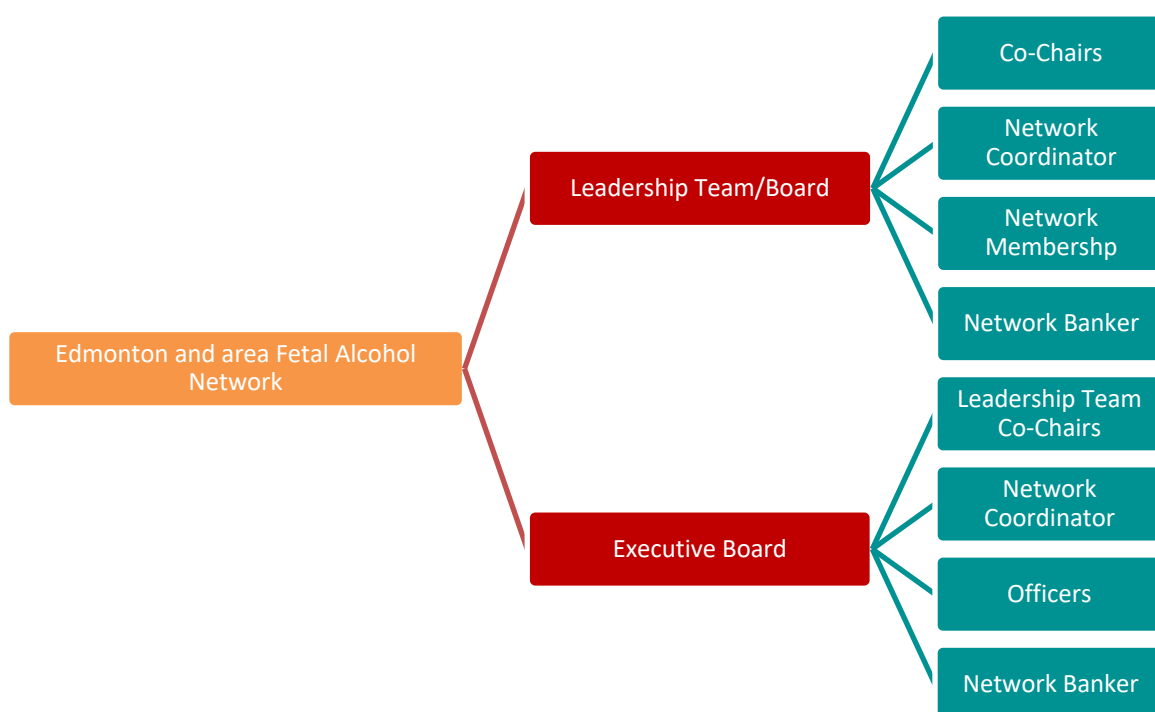 Co-Chairs
Network
Coordinator
Leadership Team/Board
Network
Membershp
Network Banker
Edmonton and area Fetal Alcohol
Network
Leadership Team
Co-Chairs
Network
Coordinator
Executive Board
Officers
Network Banker